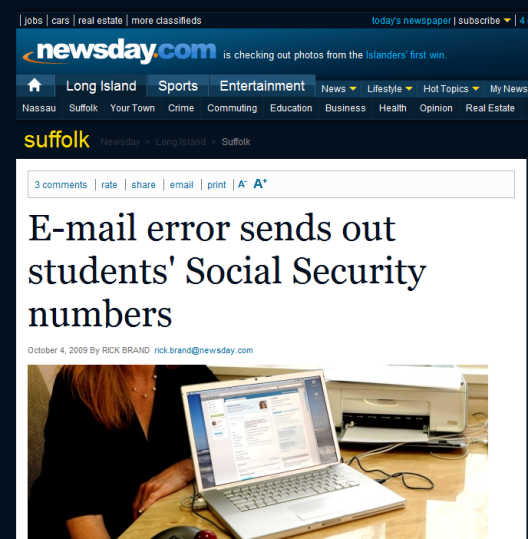 jobs | cars | real estate | more classifieds today's newspaper | subscribe
newsday.com is checking out photos from the Islanders' first win.
Long Island Sports Entertainment News Lifestyle Hot Topics My News
Nassau Suffolk Your Town Crime Commuting Education Business Health Opinion Real Estate
suffolk Newsday > Long Island > Suffolk
3 comments | rate | share | email | print | A- A+
E-mail error sends out
students' Social Security
numbers
October 4, 2009 By RICK BRAND rick.brand@newsday.com